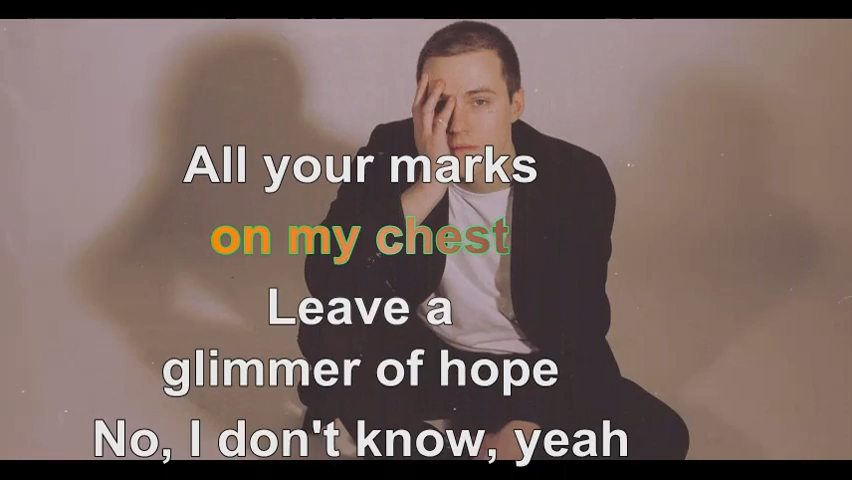 All your marks
on my chest
Leave a
glimmer of hope
No, I don't know, yeah